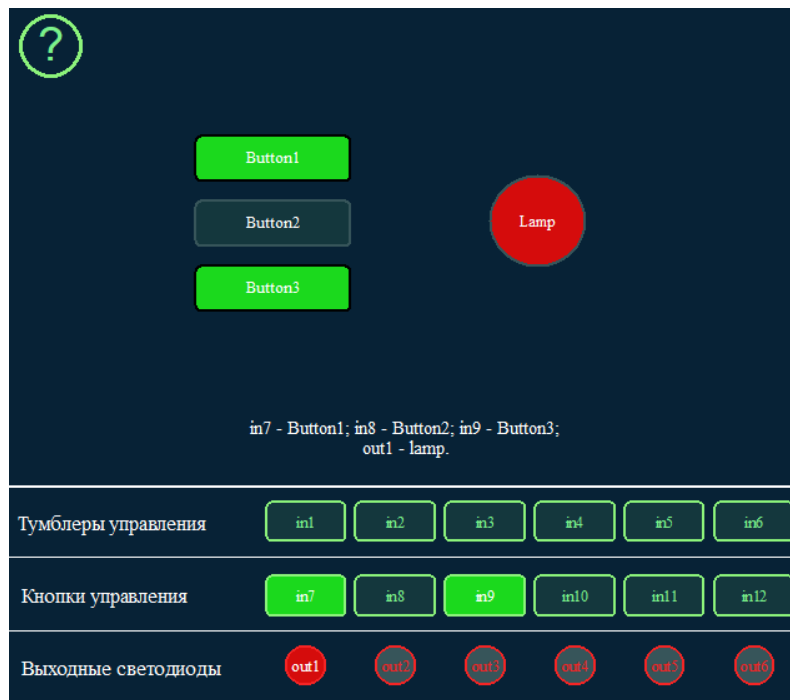 ?
Button1
Button2
Lamp
Button3
in7 - Button1; in8 - Button2; in9 - Button3;
out1 - lamp.
Тумблеры управления in1 in2 in3 in4 in5 in6
Кнопки управления in7 in8 in9 in10 in11 in12
Выходные светодиоды out1 out2 out3 out4 out5 out6